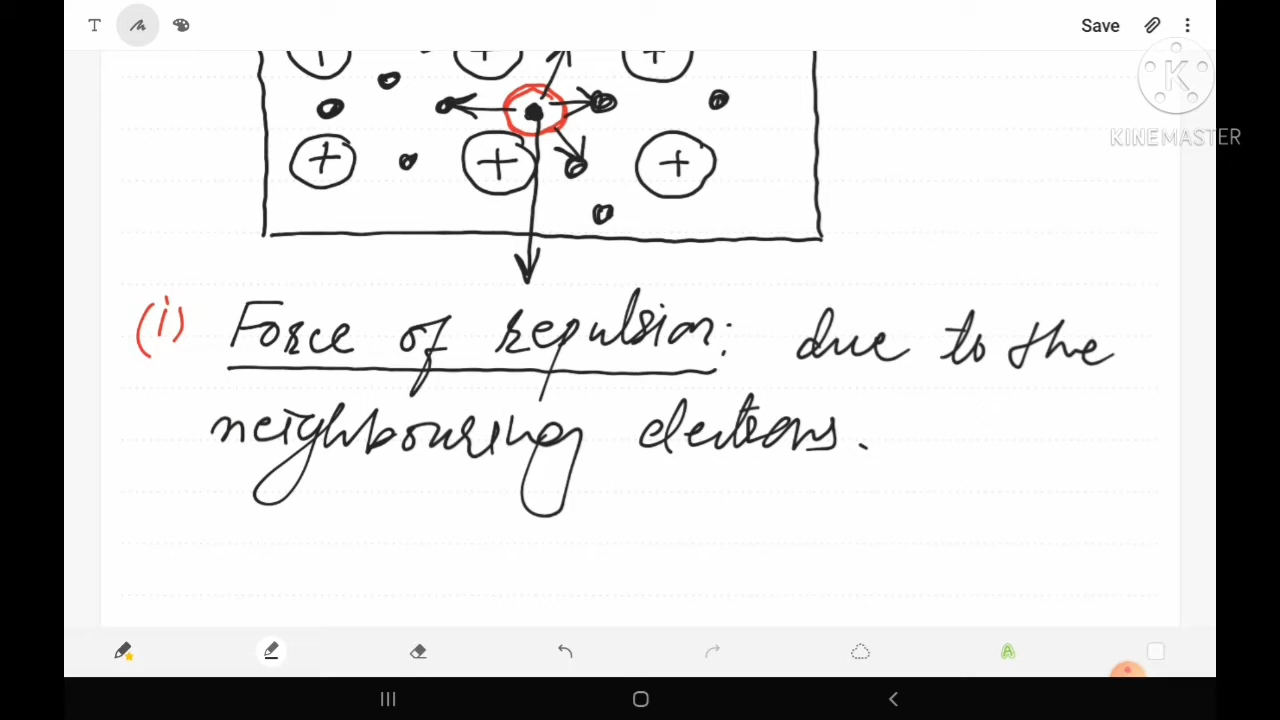 T
Save
K
KINEMASTER
+ + +
+ + +
(i) Force of repulsion: due to the
neighbouring electrons.
A